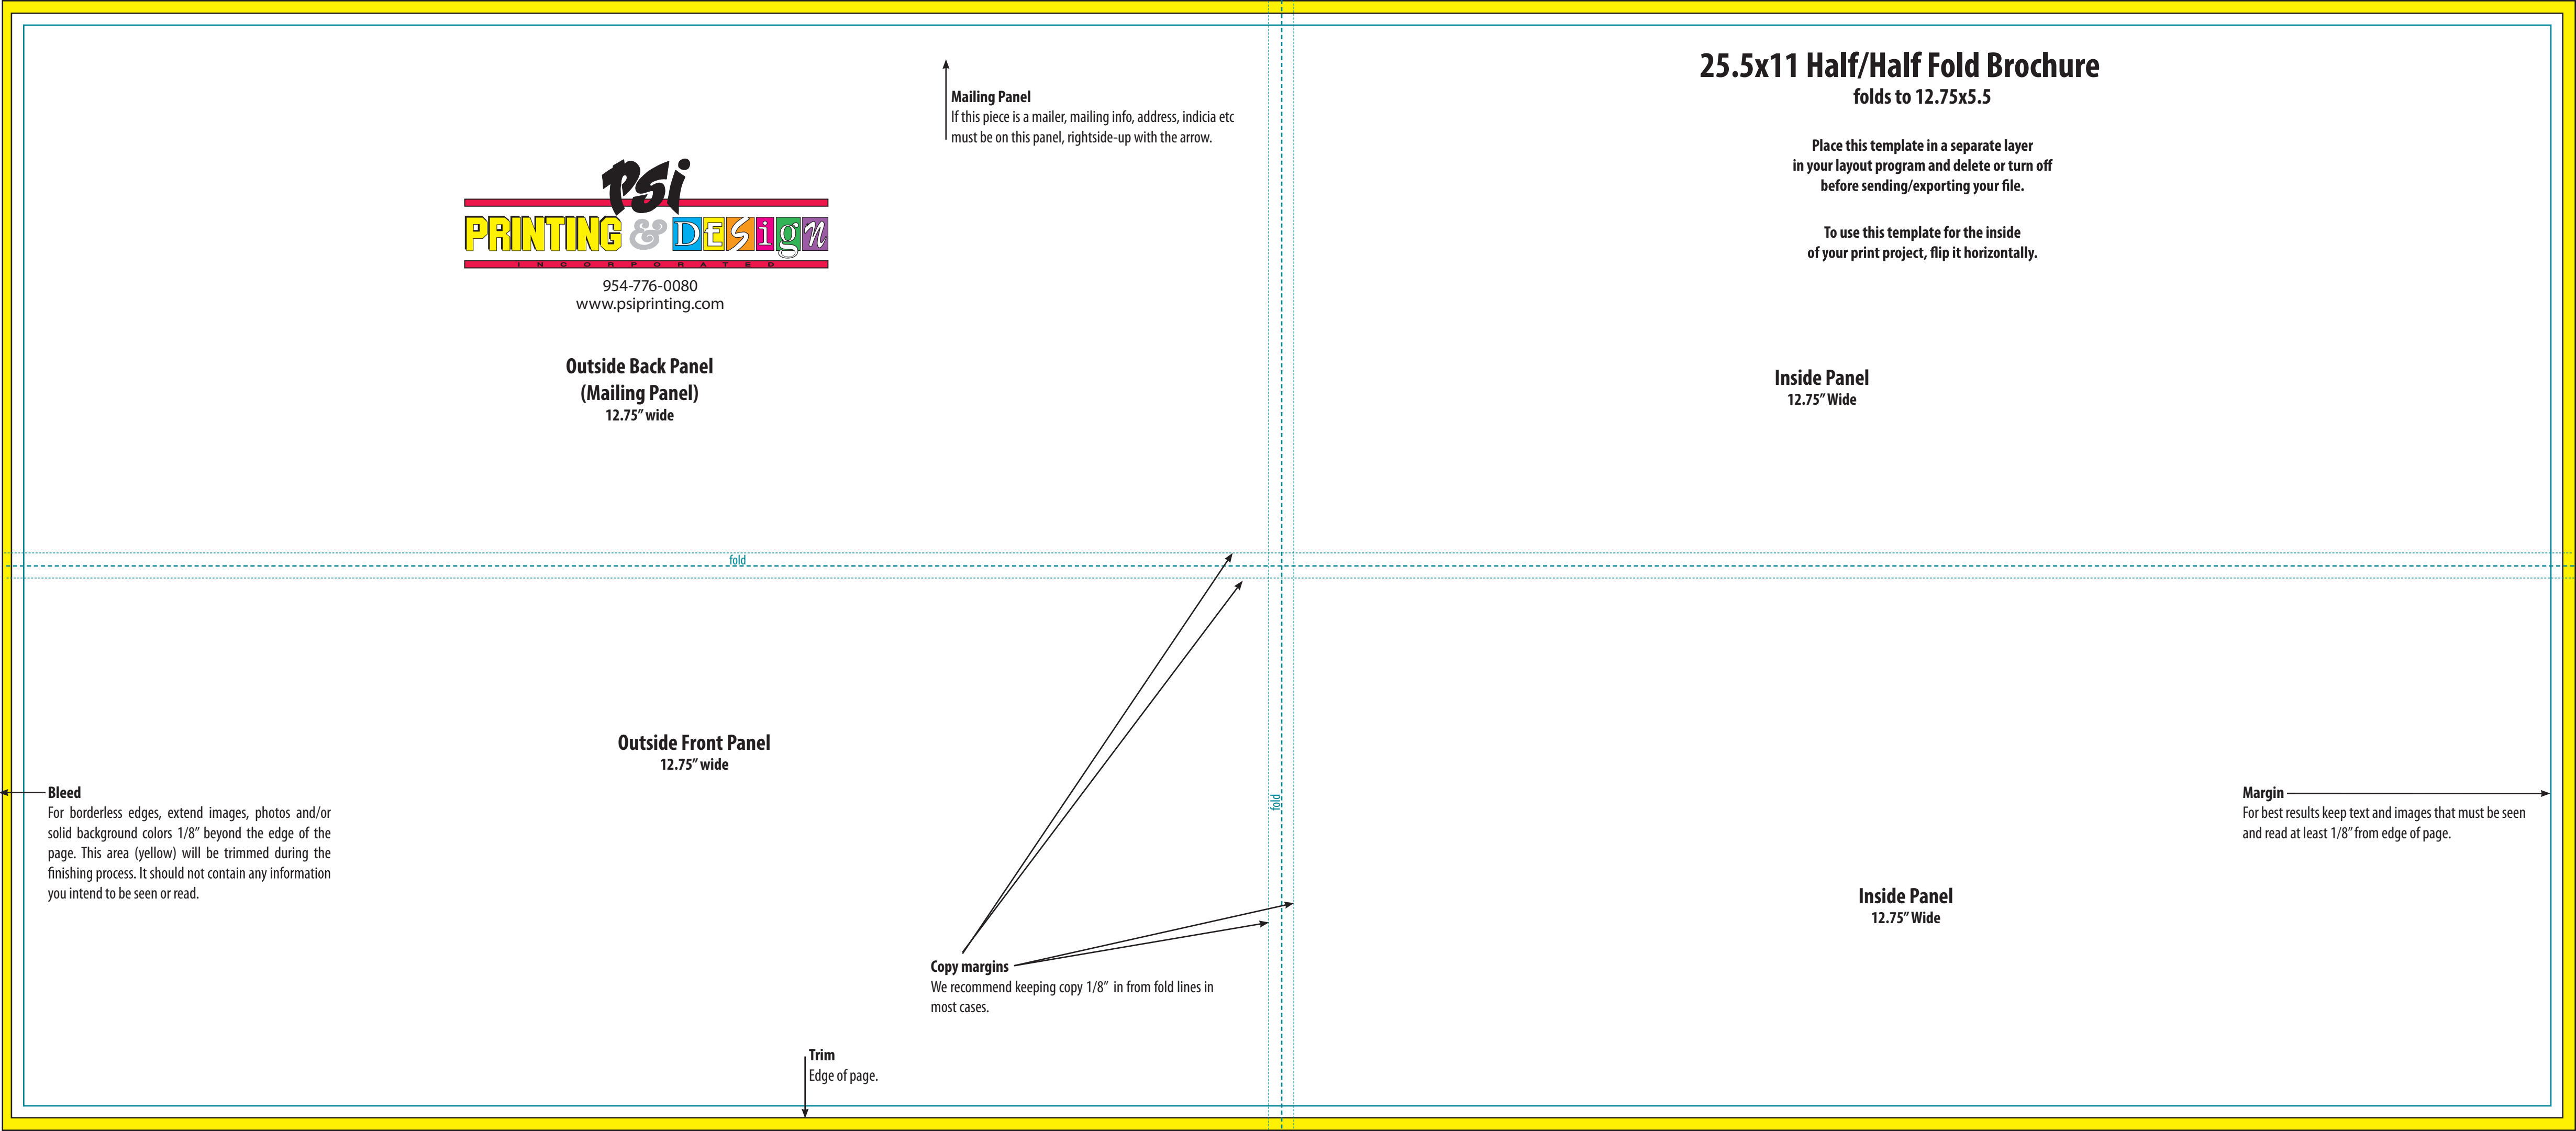 25.5x11 Half/Half Fold Brochure
folds to 12.75x5.5
Place this template in a separate layer
in your layout program and delete or turn off
before sending/exporting your file.
To use this template for the inside
of your print project, flip it horizontally.
Mailing Panel
If this piece is a mailer, mailing info, address, indicia etc
must be on this panel, rightside-up with the arrow.
PSi
PRINTING & DESign
INCORPORATED
954-776-0080
www.psiprinting.com
Outside Back Panel
(Mailing Panel)
12.75” wide
Inside Panel
12.75” Wide
fold
Outside Front Panel
12.75” wide
Bleed
For borderless edges, extend images, photos and/or
solid background colors 1/8” beyond the edge of the
page. This area (yellow) will be trimmed during the
finishing process. It should not contain any information
you intend to be seen or read.
fold
Margin
For best results keep text and images that must be seen
and read at least 1/8” from edge of page.
Inside Panel
12.75” Wide
Copy margins
We recommend keeping copy 1/8” in from fold lines in
most cases.
Trim
Edge of page.